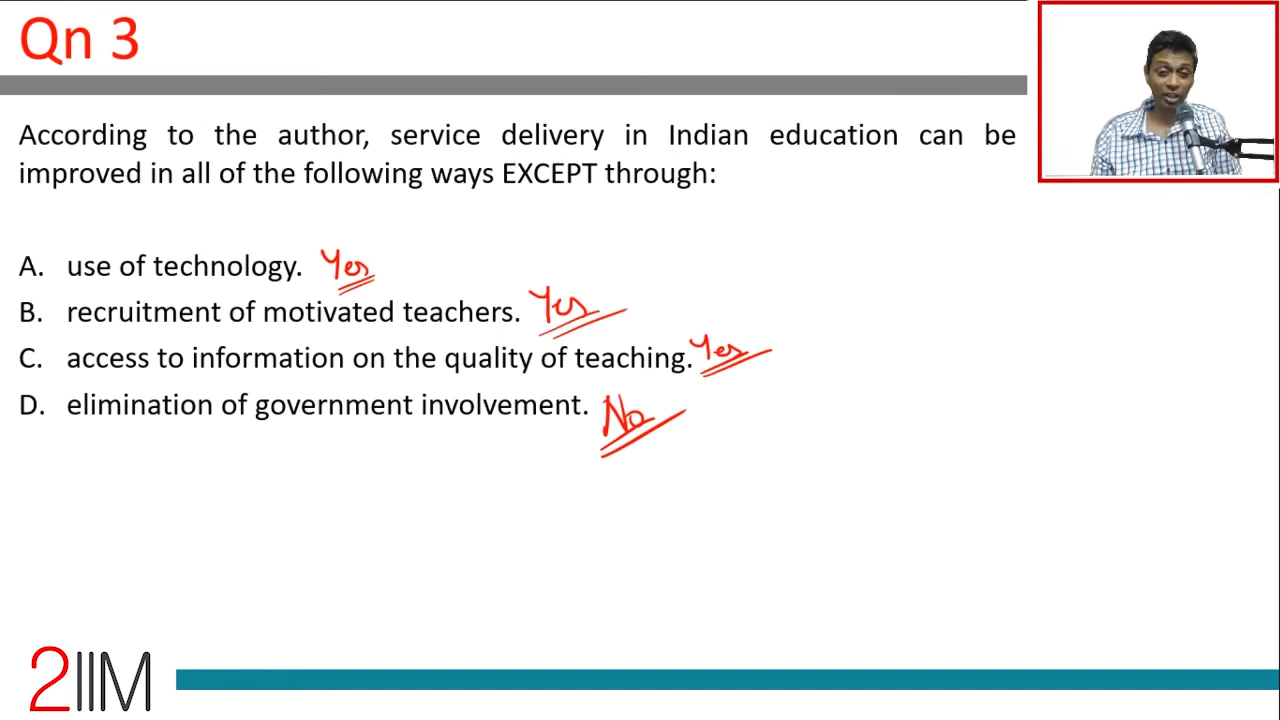 Qn 3
According to the author, service delivery in Indian education can be
improved in all of the following ways EXCEPT through:
A. use of technology. Yes
B. recruitment of motivated teachers. Yes
C. access to information on the quality of teaching. Yes
D. elimination of government involvement. No
2IIM